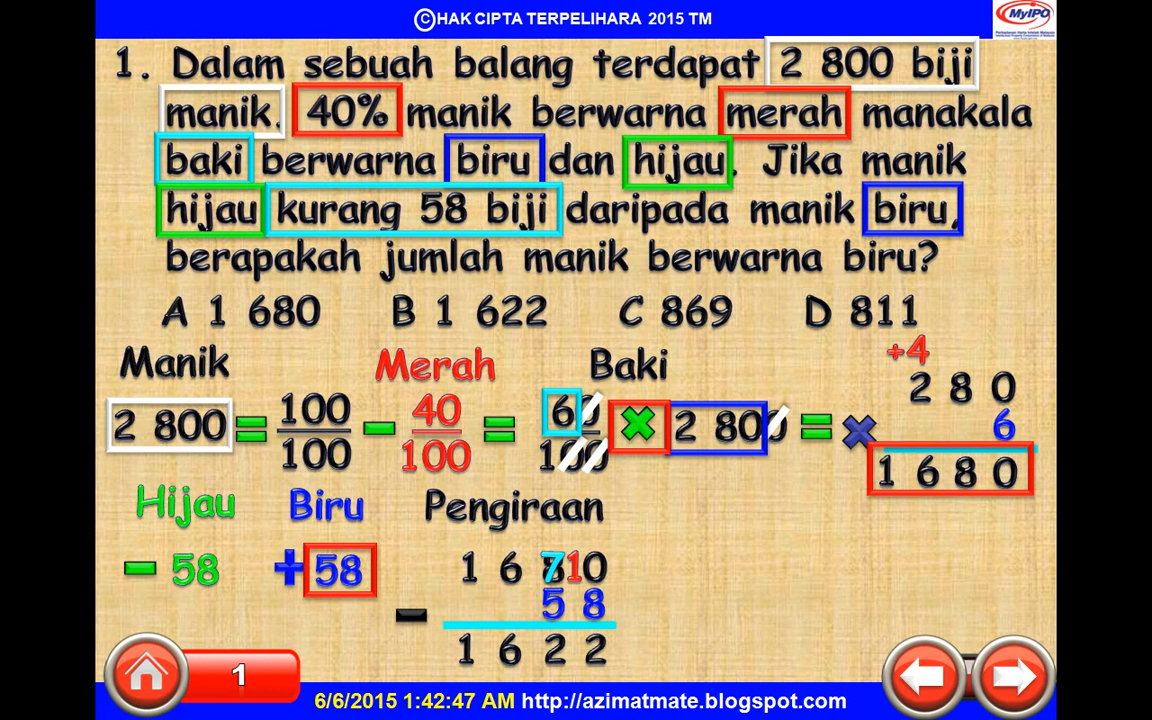 ©HAK CIPTA TERPELIHARA 2015 TM
MyIPO
1. Dalam sebuah balang terdapat 2 800 biji
manik. 40% manik berwarna merah manakala
baki berwarna biru dan hijau. Jika manik
hijau kurang 58 biji daripada manik biru,
berapakah jumlah manik berwarna biru?
A 1 680 B 1 622 C 869 D 811
Manik Merah Baki
+4
2 800 = 100/100 - 40/100 = 60/100 × 2 800 =
2 8 0
× 6
1 6 8 0
Hijau Biru Pengiraan
- 58 + 58
1 6 8 7 10
- 5 8
1 6 2 2
1
6/6/2015 1:42:47 AM http://azimatmate.blogspot.com